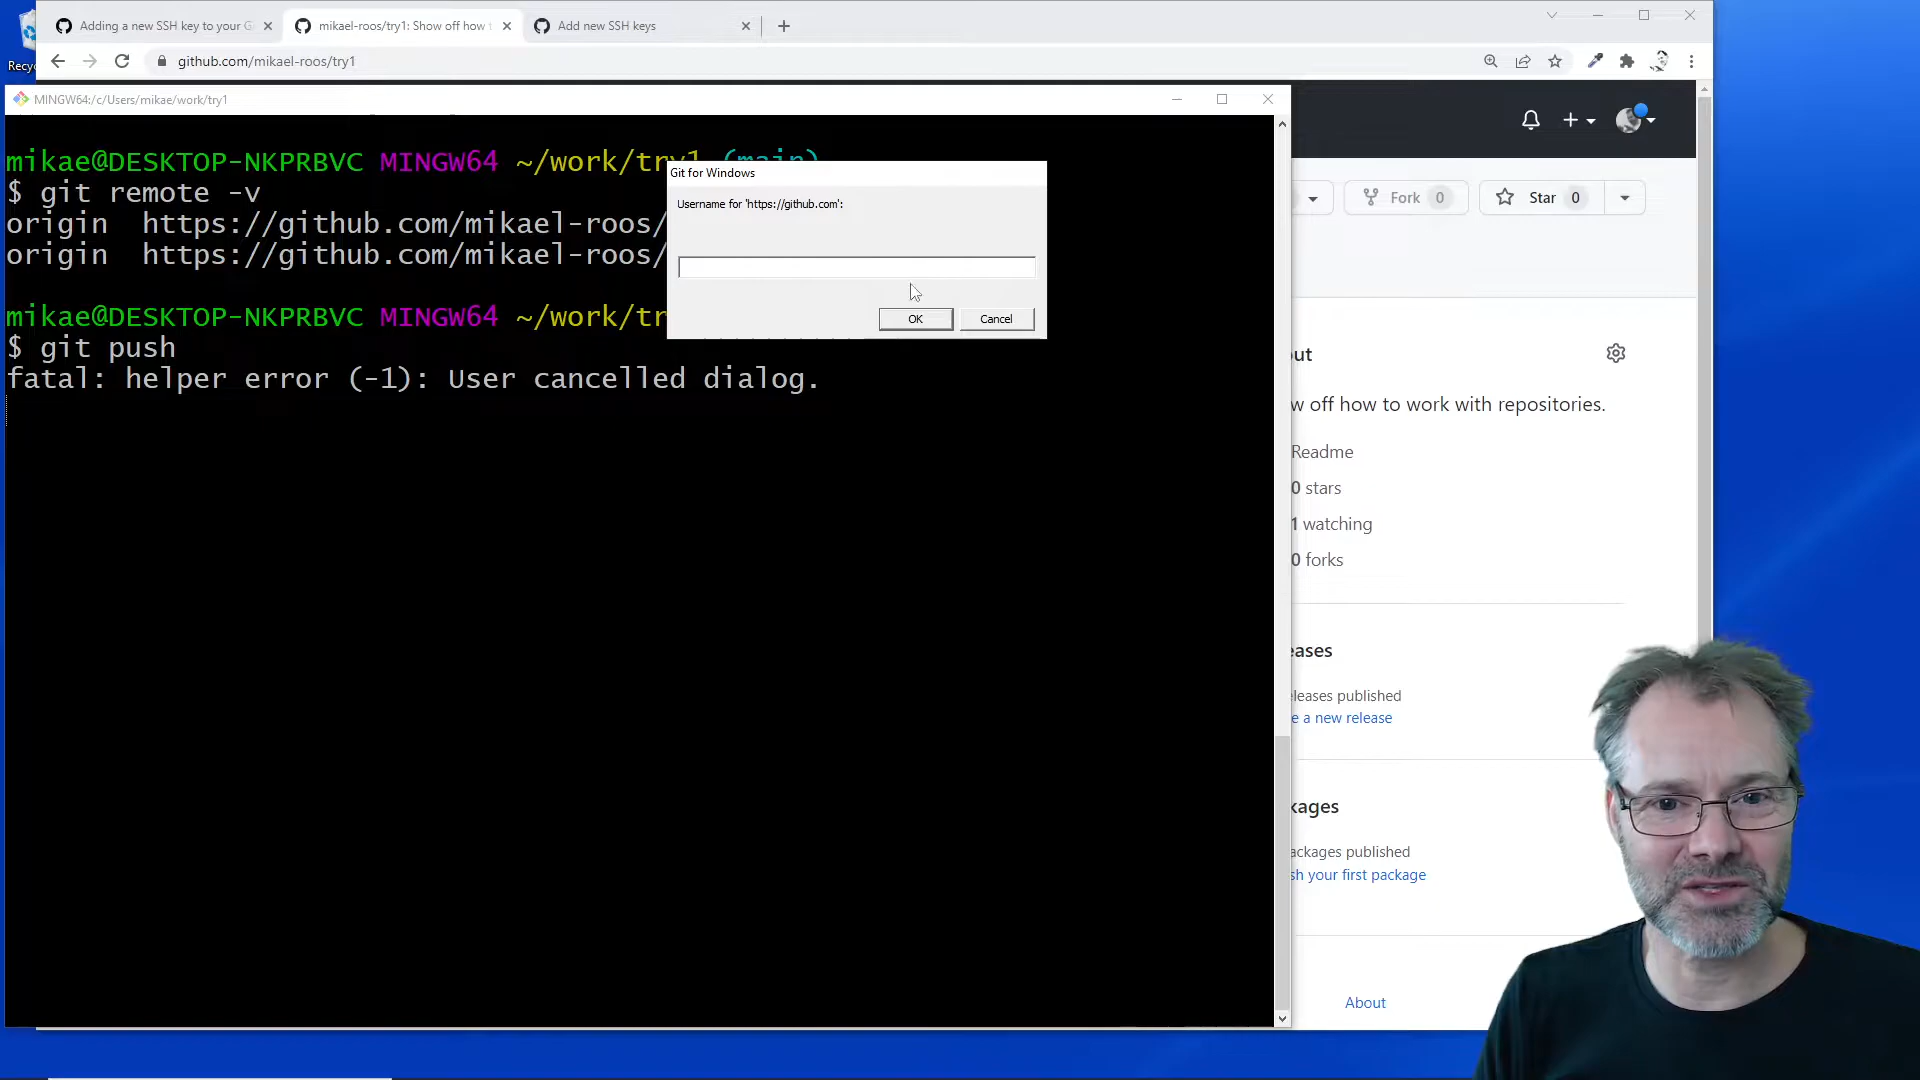 Adding a new SSH key to your G
mikael-roos/try1: Show off how t
Add new SSH keys
Recy
github.com/mikael-roos/try1
MINGW64:/c/Users/mikae/work/try1
mikae@DESKTOP-NKPRBVC MINGW64 ~/work/try1 (main)
$ git remote -v
origin https://github.com/mikael-roos/
origin https://github.com/mikael-roos/
mikae@DESKTOP-NKPRBVC MINGW64 ~/work/tr
$ git push
fatal: helper error (-1): User cancelled dialog.
Git for Windows
Username for 'https://github.com':
OK
Cancel
Fork 0
Star 0
out
w off how to work with repositories.
Readme
0 stars
1 watching
0 forks
eases
eleases published
e a new release
kages
ackages published
sh your first package
About